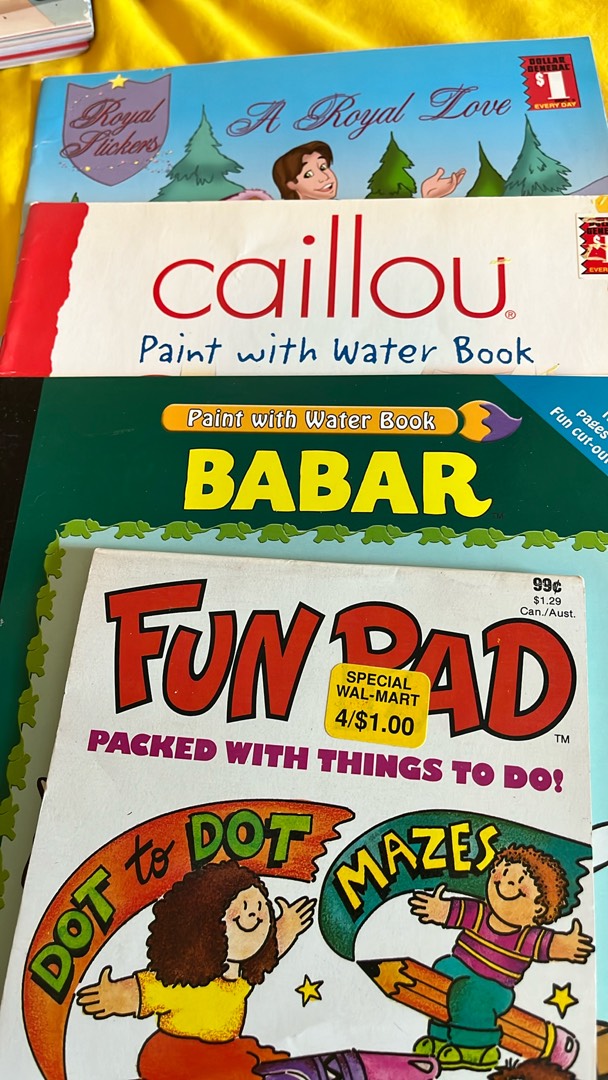 Royal
Stickers
A Royal Love
DOLLAR
GENERAL
$1
EVERY DAY
caillou®
Paint with Water Book
Paint with Water Book
BABAR
pages
Fun cut-out
FUN PAD™
99¢
$1.29
Can./Aust.
SPECIAL
WAL-MART
4/$1.00
PACKED WITH THINGS TO DO!
DOT to DOT
MAZES